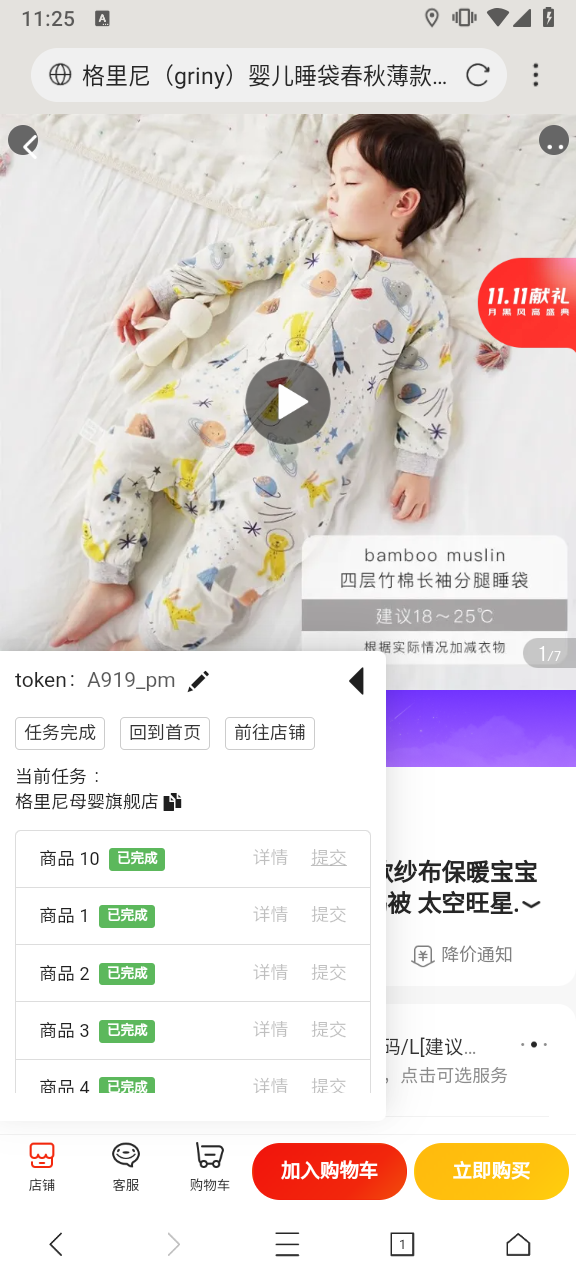 11:25
A
格里尼（griny）婴儿睡袋春秋薄款…
11.11献礼
月黑风高盛典
bamboo muslin
四层竹棉长袖分腿睡袋
建议18～25℃
根据实际情况加减衣物
1/7
token： A919_pm
任务完成 回到首页 前往店铺
当前任务：
格里尼母婴旗舰店
商品 10 已完成 详情 提交
商品 1 已完成 详情 提交
商品 2 已完成 详情 提交
商品 3 已完成 详情 提交
商品 4 已完成 详情 提交
纱布保暖宝宝
被 太空旺星.
降价通知
码/L[建议...
，点击可选服务
店铺 客服 购物车 加入购物车 立即购买
1